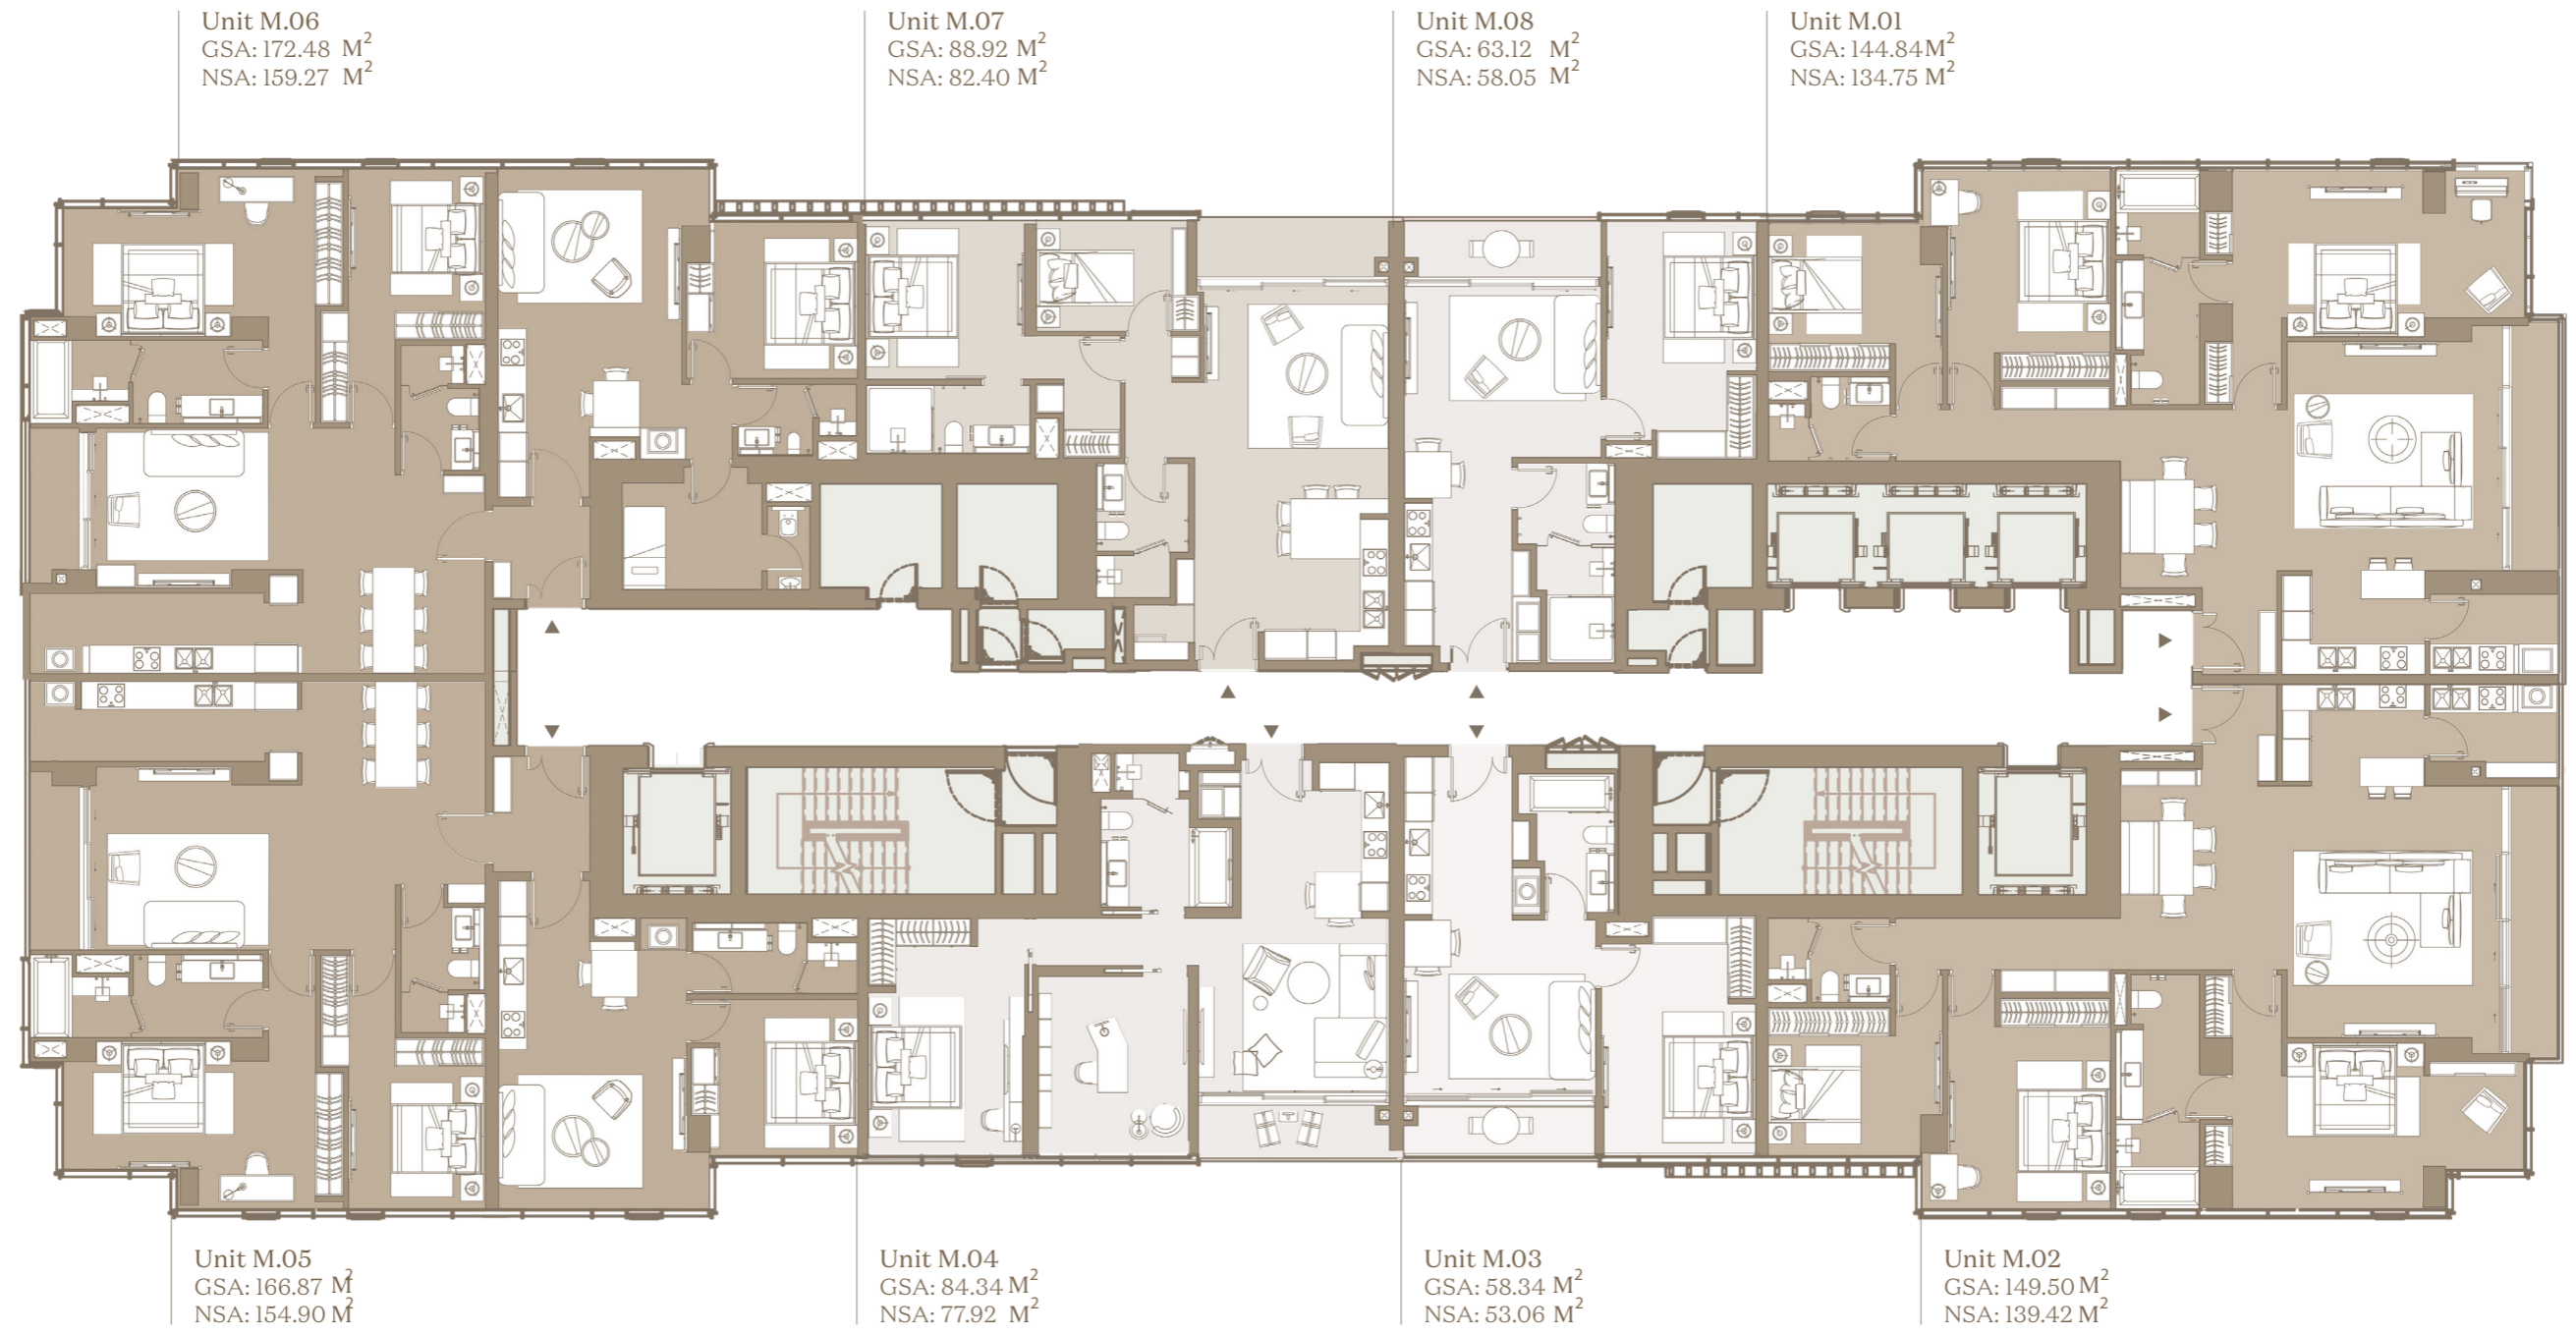 Unit M.06
GSA: 172.48 M²
NSA: 159.27 M²
Unit M.07
GSA: 88.92 M²
NSA: 82.40 M²
Unit M.08
GSA: 63.12 M²
NSA: 58.05 M²
Unit M.01
GSA: 144.84 M²
NSA: 134.75 M²
Unit M.05
GSA: 166.87 M²
NSA: 154.90 M²
Unit M.04
GSA: 84.34 M²
NSA: 77.92 M²
Unit M.03
GSA: 58.34 M²
NSA: 53.06 M²
Unit M.02
GSA: 149.50 M²
NSA: 139.42 M²